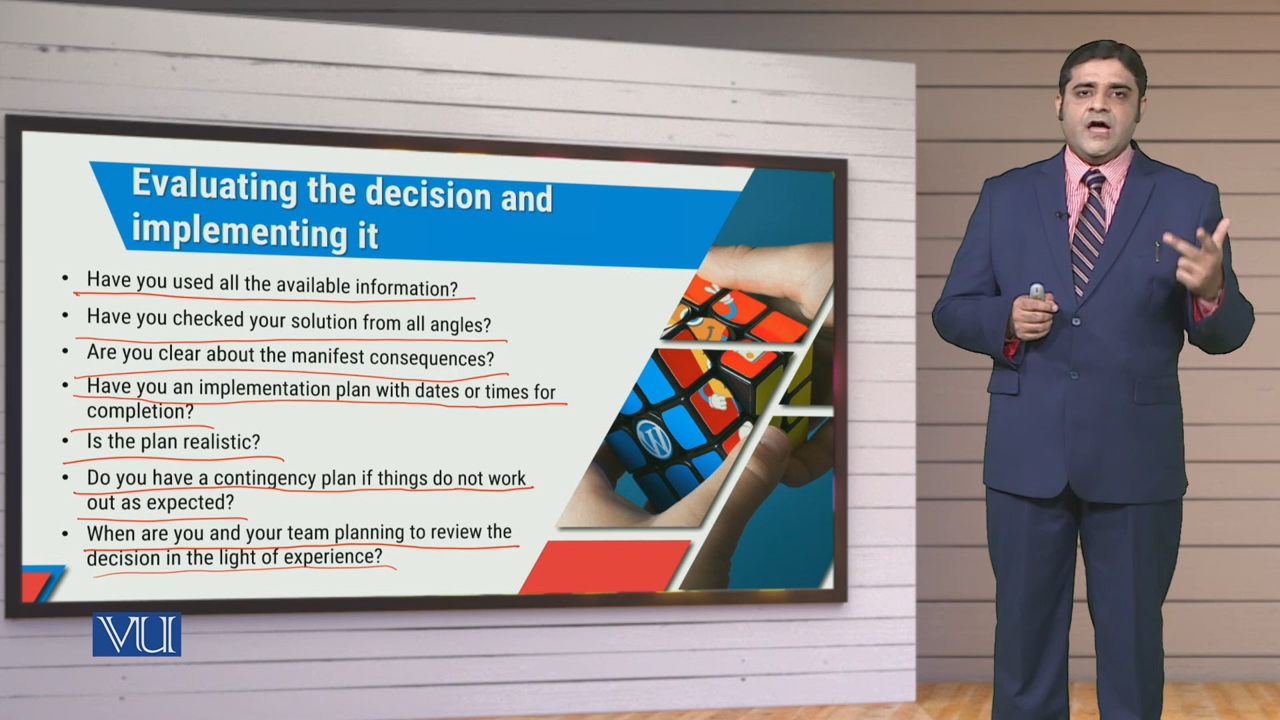 Evaluating the decision and
implementing it
• Have you used all the available information?
• Have you checked your solution from all angles?
• Are you clear about the manifest consequences?
• Have you an implementation plan with dates or times for
completion?
• Is the plan realistic?
• Do you have a contingency plan if things do not work
out as expected?
• When are you and your team planning to review the
decision in the light of experience?
W
VU